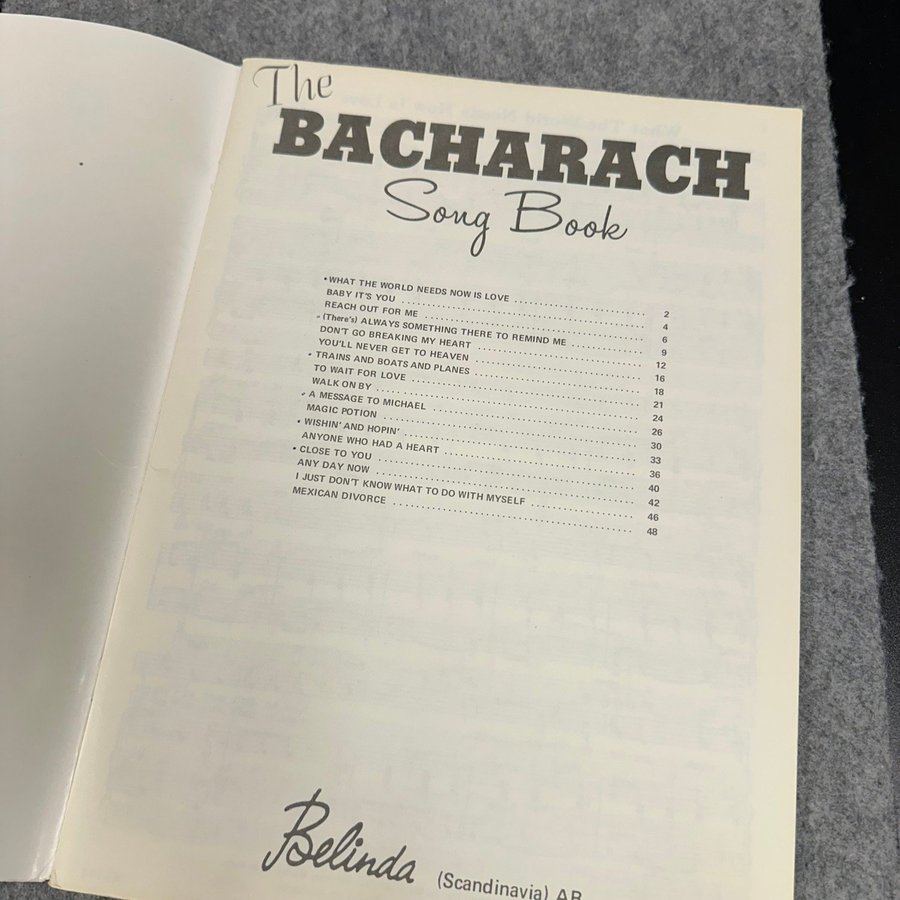 The
BACHARACH
Song Book
• WHAT THE WORLD NEEDS NOW IS LOVE ........................ 2
BABY IT'S YOU ........................ 4
REACH OUT FOR ME ........................ 6
(There's) ALWAYS SOMETHING THERE TO REMIND ME ........................ 9
DON'T GO BREAKING MY HEART ........................ 12
YOU'LL NEVER GET TO HEAVEN ........................ 16
• TRAINS AND BOATS AND PLANES ........................ 18
TO WAIT FOR LOVE ........................ 21
WALK ON BY ........................ 24
A MESSAGE TO MICHAEL ........................ 26
MAGIC POTION ........................ 30
• WISHIN' AND HOPIN' ........................ 33
ANYONE WHO HAD A HEART ........................ 36
• CLOSE TO YOU ........................ 40
ANY DAY NOW ........................ 42
I JUST DON'T KNOW WHAT TO DO WITH MYSELF ........................ 46
MEXICAN DIVORCE ........................ 48
Belinda (Scandinavia) AB